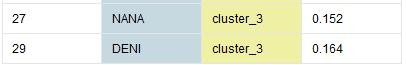 27 NANA cluster_3 0.152
29 DENI cluster_3 0.164